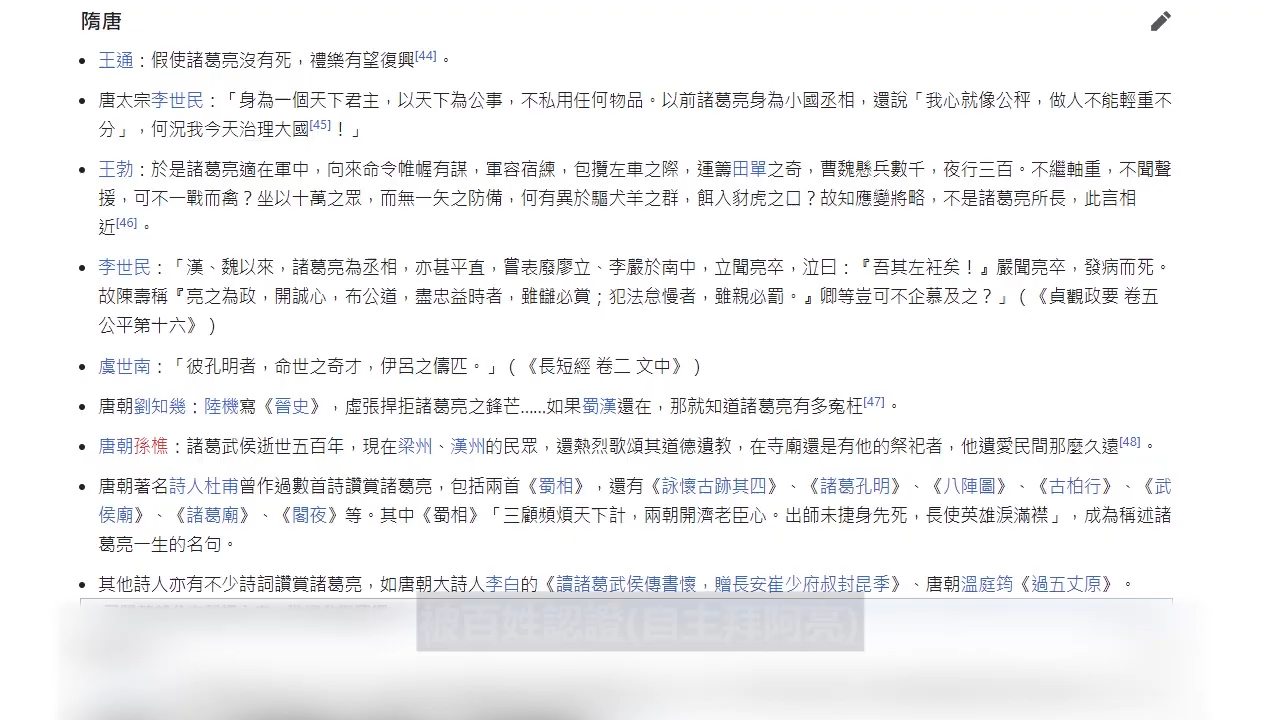 隋唐
王通：假使諸葛亮沒有死，禮樂有望復興[44]。
唐太宗李世民：「身為一個天下君主，以天下為公事，不私用任何物品。以前諸葛亮身為小國丞相，還說「我心就像公秤，做人不能輕重不
分」，何況我今天治理大國[45]！」
王勃：於是諸葛亮適在軍中，向來命令帷幄有謀，軍容宿練，包攬左車之際，運籌田單之奇，曹魏懸兵數千，夜行三百。不繼軸重，不聞聲
援，可不一戰而禽？坐以十萬之眾，而無一矢之防備，何有異於驅犬羊之群，餌入豺虎之口？故知應變將略，不是諸葛亮所長，此言相
近[46]。
李世民：「漢、魏以來，諸葛亮為丞相，亦甚平直，嘗表廢廖立、李嚴於南中，立聞亮卒，泣曰：『吾其左衽矣！』嚴聞亮卒，發病而死。
故陳壽稱『亮之為政，開誠心，布公道，盡忠益時者，雖讎必賞；犯法怠慢者，雖親必罰。』卿等豈可不企慕及之？」（《貞觀政要 卷五
公平第十六》）
虞世南：「彼孔明者，命世之奇才，伊呂之儔匹。」（《長短經 卷二 文中》）
唐朝劉知幾：陸機寫《晉史》，虛張捍拒諸葛亮之鋒芒......如果蜀漢還在，那就知道諸葛亮有多冤枉[47]。
唐朝孫樵：諸葛武侯逝世五百年，現在梁州、漢州的民眾，還熱烈歌頌其道德遺教，在寺廟還是有他的祭祀者，他遺愛民間那麼久遠[48]。
唐朝著名詩人杜甫曾作過數首詩讚賞諸葛亮，包括兩首《蜀相》，還有《詠懷古跡其四》、《諸葛孔明》、《八陣圖》、《古柏行》、《武
侯廟》、《諸葛廟》、《閣夜》等。其中《蜀相》「三顧頻煩天下計，兩朝開濟老臣心。出師未捷身先死，長使英雄淚滿襟」，成為稱述諸
葛亮一生的名句。
其他詩人亦有不少詩詞讚賞諸葛亮，如唐朝大詩人李白的《讀諸葛武侯傳書懷，贈長安崔少府叔封昆季》、唐朝溫庭筠《過五丈原》。
被百姓認證(自主拜阿亮)